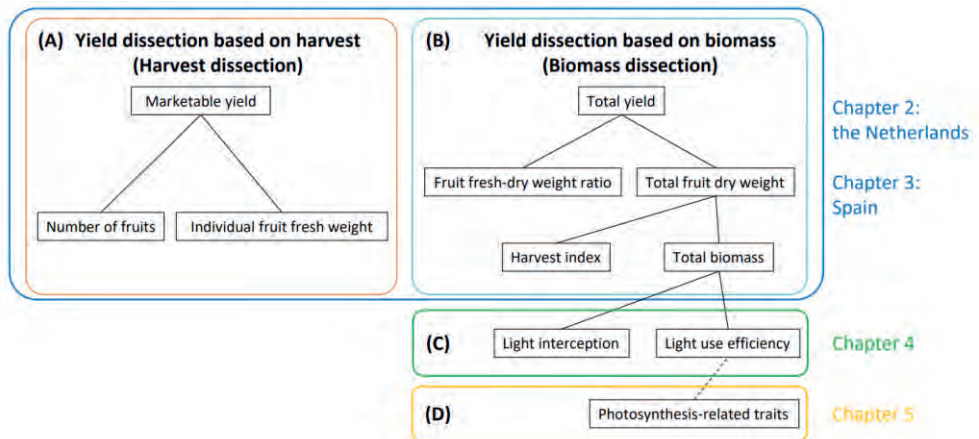 (A) Yield dissection based on harvest
(Harvest dissection)
Marketable yield
Number of fruits
Individual fruit fresh weight
(B) Yield dissection based on biomass
(Biomass dissection)
Total yield
Fruit fresh-dry weight ratio
Total fruit dry weight
Harvest index
Total biomass
Chapter 2:
the Netherlands
Chapter 3:
Spain
(C)
Light interception
Light use efficiency
Chapter 4
(D)
Photosynthesis-related traits
Chapter 5